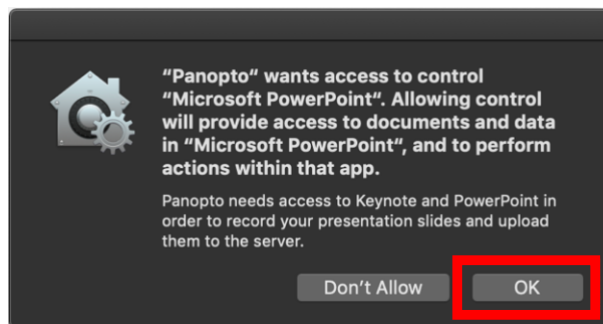 “Panopto“ wants access to control
“Microsoft PowerPoint“. Allowing control
will provide access to documents and data
in “Microsoft PowerPoint“, and to perform
actions within that app.
Panopto needs access to Keynote and PowerPoint in
order to record your presentation slides and upload
them to the server.
Don't Allow
OK